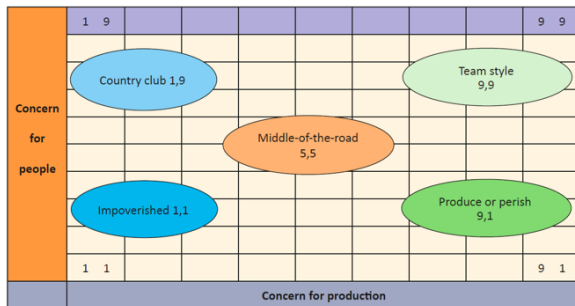 1 9
9 9
Country club 1,9
Team style
9,9
Concern
for
people
Middle-of-the-road
5,5
Impoverished 1,1
Produce or perish
9,1
1 1
9 1
Concern for production